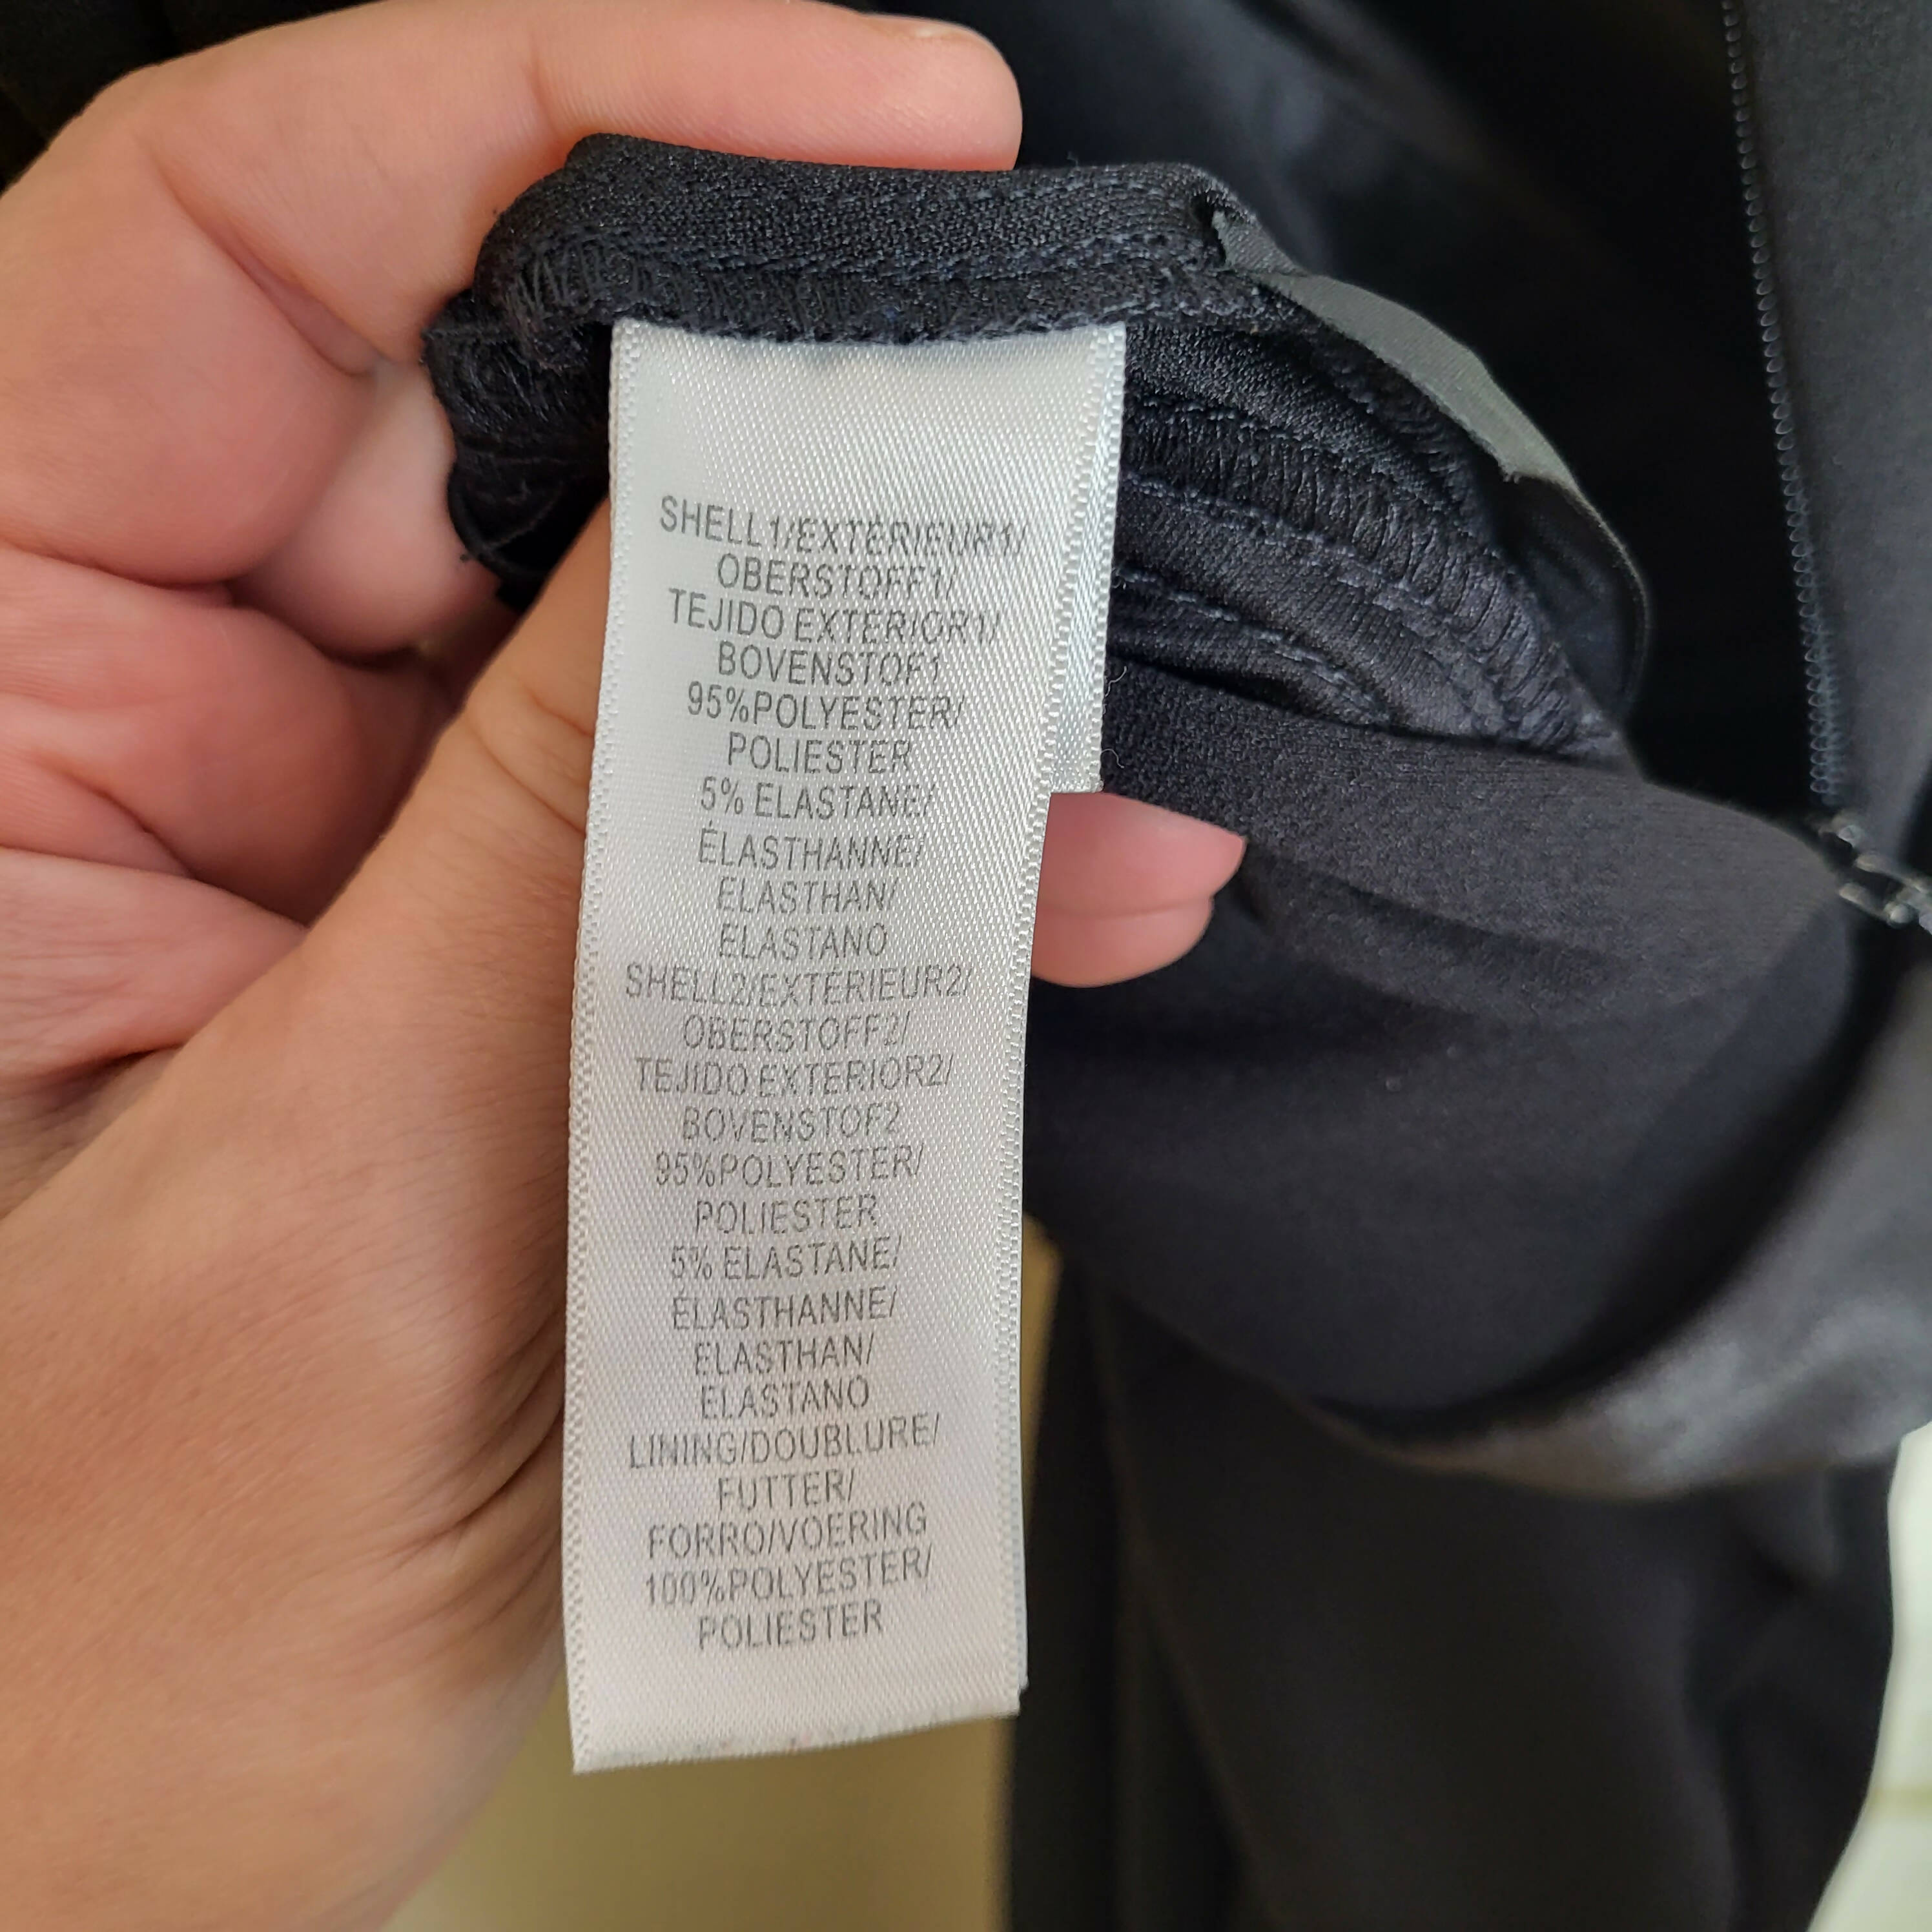 SHELL1/EXTÉRIEUR1/
OBERSTOFF1/
TEJIDO EXTERIOR1/
BOVENSTOF1
95%POLYESTER/
POLIESTER
5% ELASTANE/
ÉLASTHANNE/
ELASTHAN/
ELASTANO
SHELL2/EXTÉRIEUR2/
OBERSTOFF2/
TEJIDO EXTERIOR2/
BOVENSTOF2
95%POLYESTER/
POLIESTER
5% ELASTANE/
ÉLASTHANNE/
ELASTHAN/
ELASTANO
LINING/DOUBLURE/
FUTTER/
FORRO/VOERING
100%POLYESTER/
POLIESTER